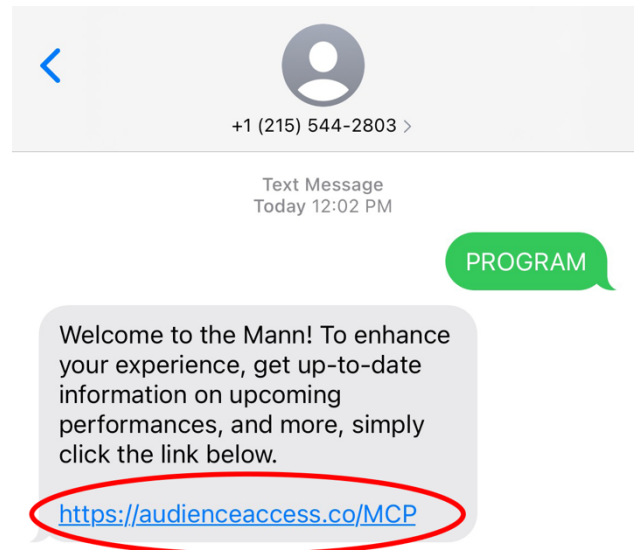 +1 (215) 544-2803 >
Text Message
Today 12:02 PM
PROGRAM
Welcome to the Mann! To enhance
your experience, get up-to-date
information on upcoming
performances, and more, simply
click the link below.
https://audienceaccess.co/MCP